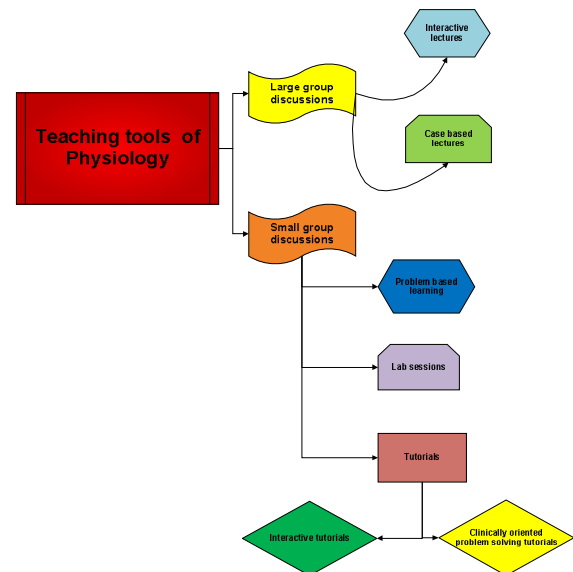 Interactive
lectures
Large group
discussions
Teaching tools of
Physiology
Case based
lectures
Small group
discussions
Problem based
learning
Lab sessions
Tutorials
Interactive tutorials
Clinically oriented
problem solving tutorials